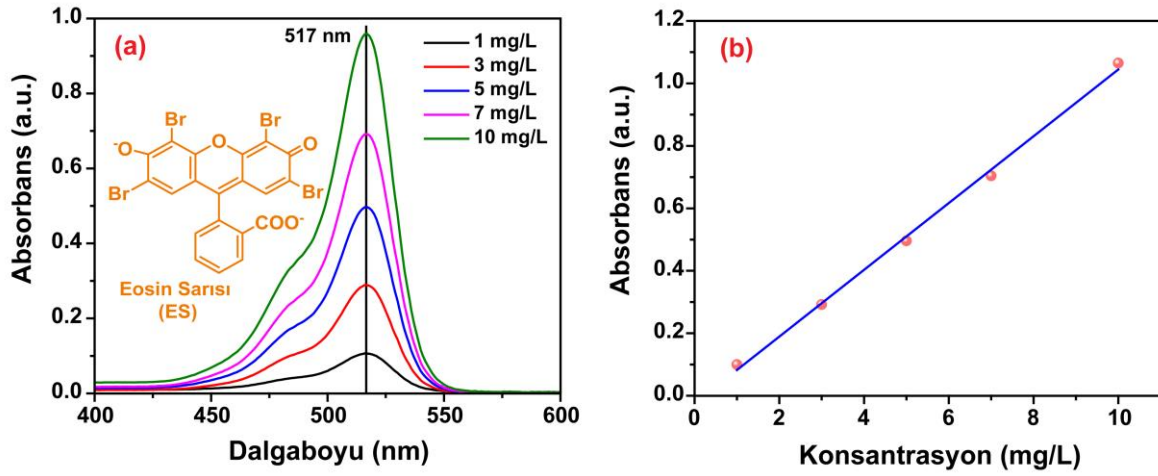 (a)
517 nm
1 mg/L
3 mg/L
5 mg/L
7 mg/L
10 mg/L
Br
Br
-O
O
O
Br
Br
COO-
Eosin Sarısı
(ES)
Absorbans (a.u.)
1.0
0.8
0.6
0.4
0.2
0.0
400
450
500
550
600
Dalgaboyu (nm)
(b)
Absorbans (a.u.)
1.2
1.0
0.8
0.6
0.4
0.2
0.0
0
2
4
6
8
10
Konsantrasyon (mg/L)